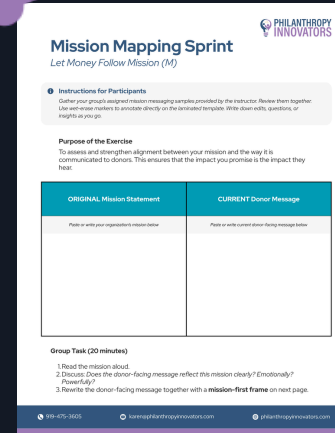 PHILANTHROPY
INNOVATORS
Mission Mapping Sprint
Let Money Follow Mission (M)
Instructions for Participants
Gather your group's assigned mission messaging samples provided by the instructor. Review them together.
Use wet-erase markers to annotate directly on the laminated template. Write down edits, questions, or
insights as you go.
Purpose of the Exercise
To assess and strengthen alignment between your mission and the way it is
communicated to donors. This ensures that the impact you promise is the impact they
hear.
ORIGINAL Mission Statement
CURRENT Donor Message
Paste or write your organization's mission below
Paste or write current donor-facing message below
Group Task (20 minutes)
1. Read the mission aloud.
2. Discuss: Does the donor-facing message reflect this mission clearly? Emotionally?
Powerfully?
3. Rewrite the donor-facing message together with a mission-first frame on next page.
919-475-3605
karen@philanthropyinnovators.com
philanthropyinnovators.com